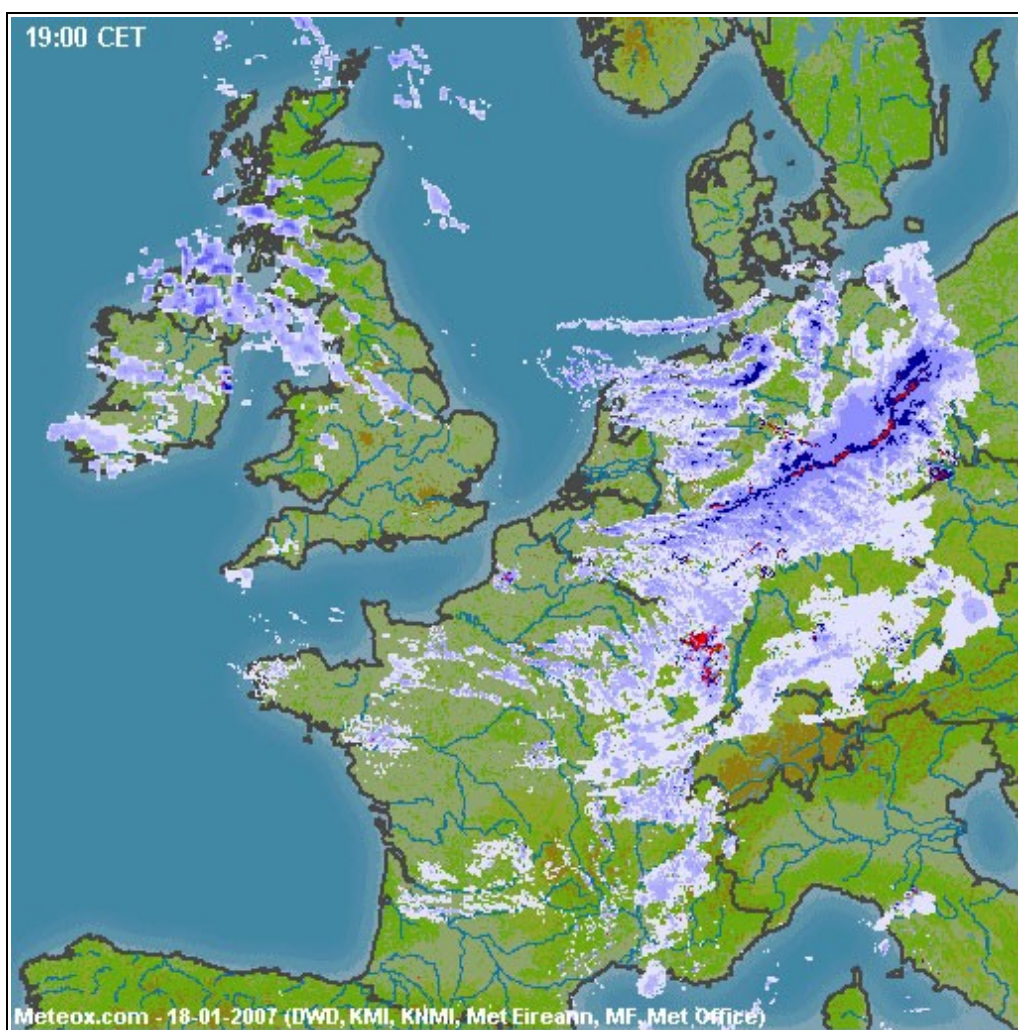 19:00 CET
Meteox.com - 18-01-2007 (DWD, KMI, KNMI, Met Eireann, MF, Met Office)